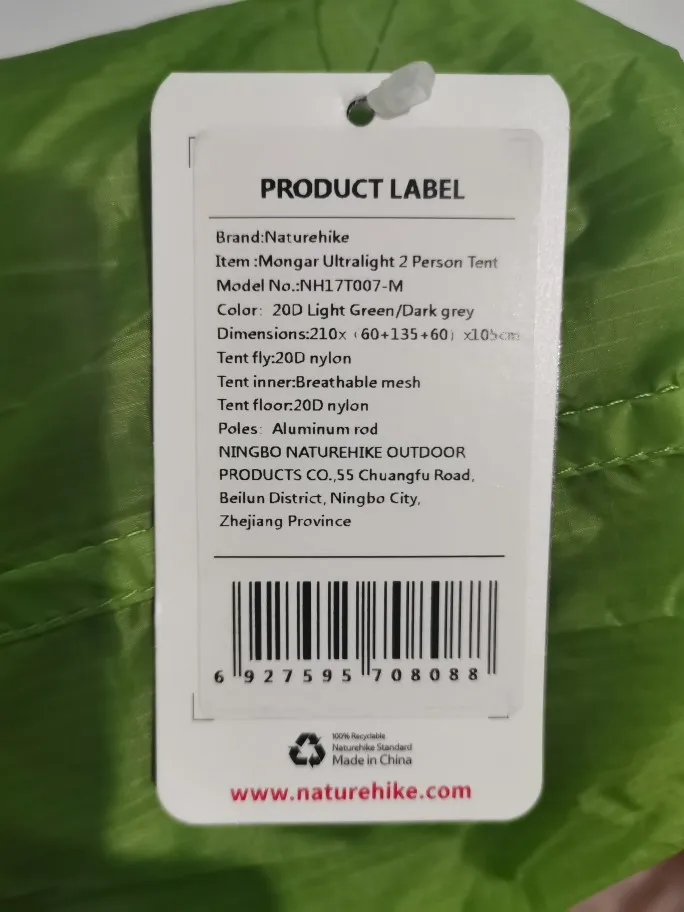 PRODUCT LABEL
Brand:Naturehike
Item :Mongar Ultralight 2 Person Tent
Model No.:NH17T007-M
Color: 20D Light Green/Dark grey
Dimensions:210x（60+135+60）x105cm
Tent fly:20D nylon
Tent inner:Breathable mesh
Tent floor:20D nylon
Poles: Aluminum rod
NINGBO NATUREHIKE OUTDOOR
PRODUCTS CO.,55 Chuangfu Road,
Beilun District, Ningbo City,
Zhejiang Province
6 927595 708088
100% Recyclable
Naturehike Standard
Made in China
www.naturehike.com